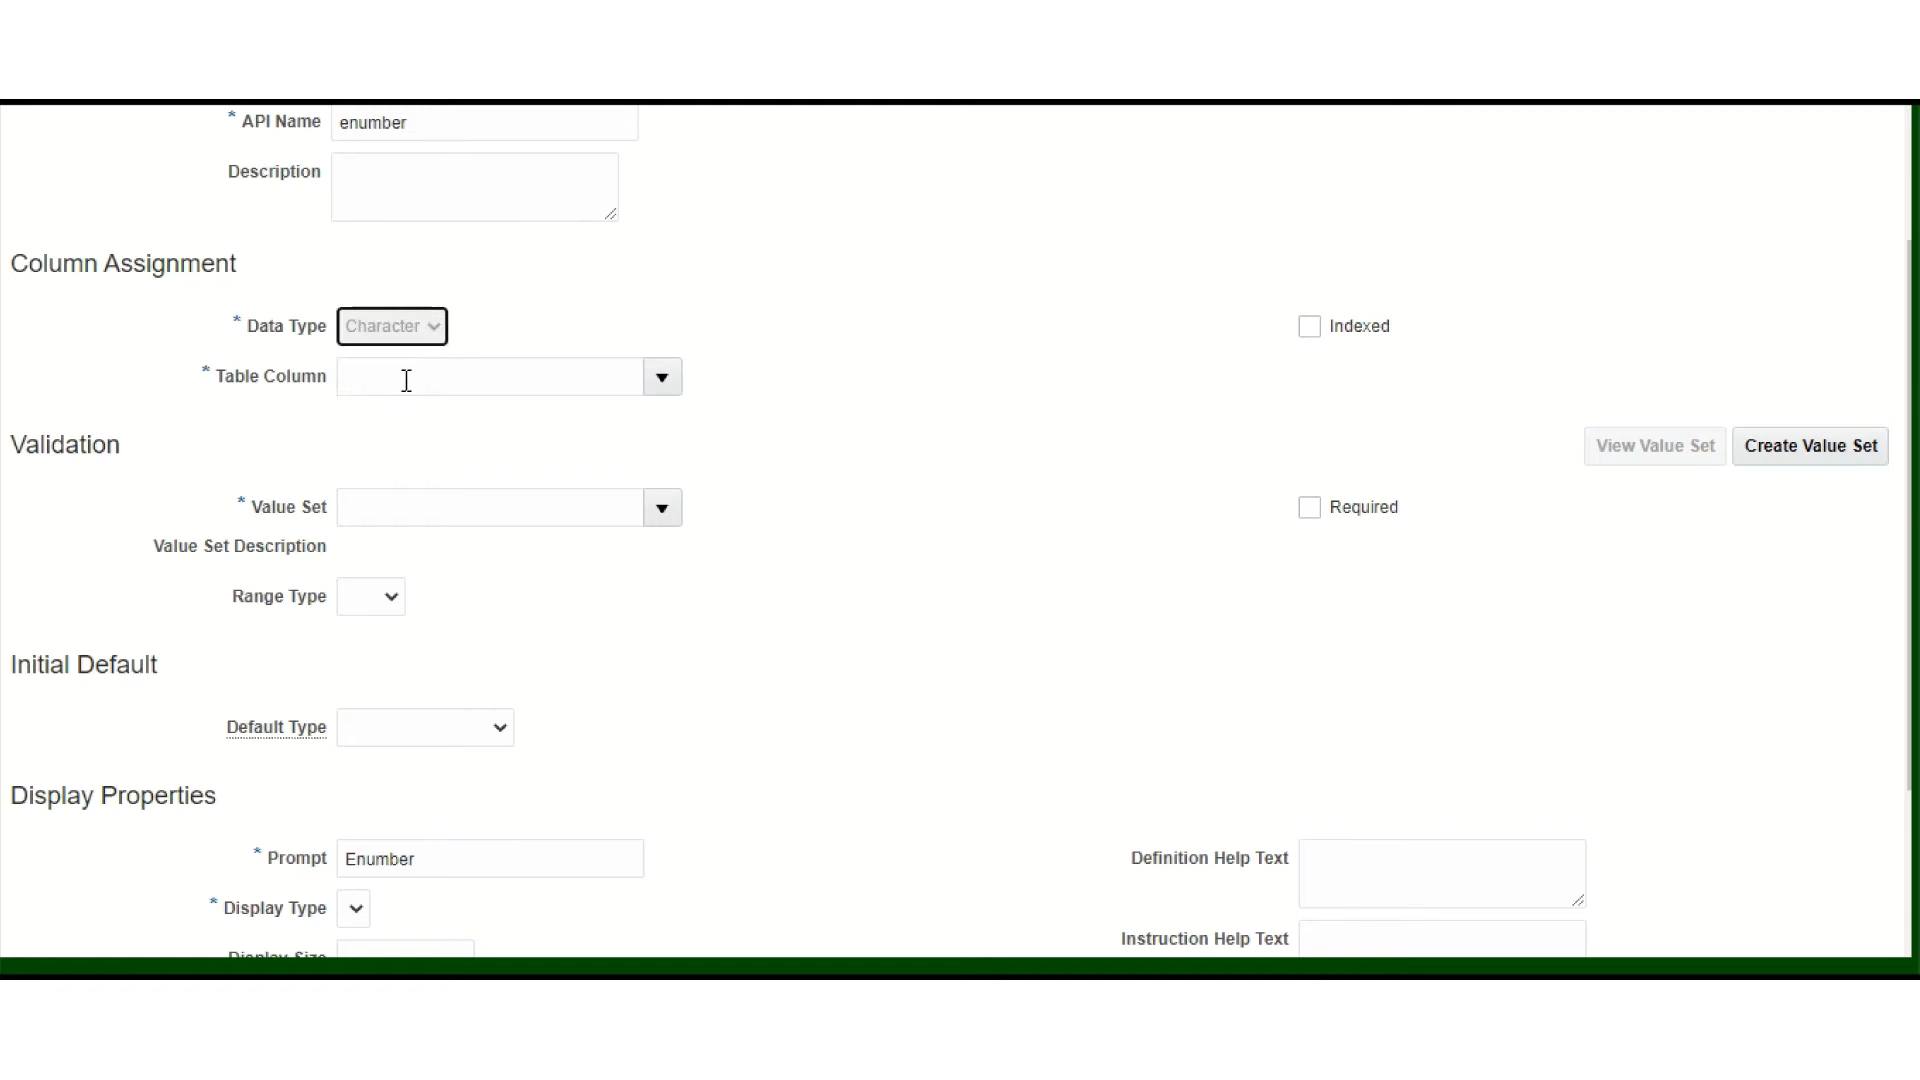 * API Name enumber
Description
Column Assignment
* Data Type Character Indexed
* Table Column
Validation View Value Set Create Value Set
* Value Set Required
Value Set Description
Range Type
Initial Default
Default Type
Display Properties
* Prompt Enumber Definition Help Text
* Display Type
Instruction Help Text
Display Size